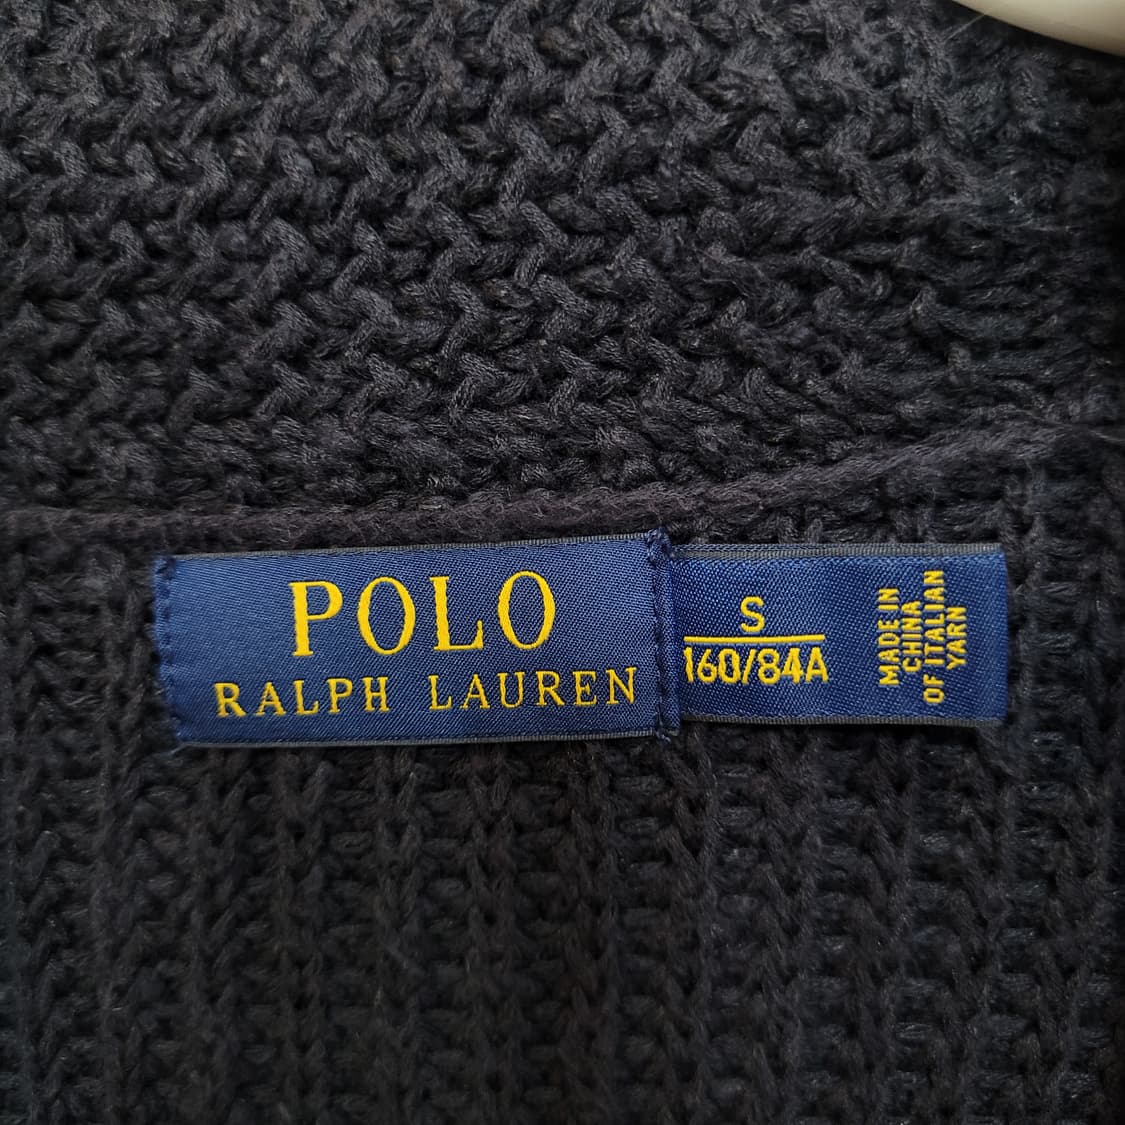 POLO
RALPH LAUREN
S
160/84A
MADE IN
CHINA
OF ITALIAN
YARN